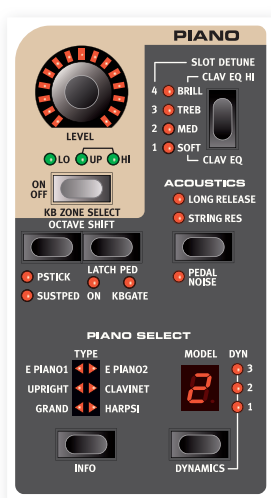 PIANO
SLOT DETUNE
CLAV EQ HI
4 BRILL
3 TREB
2 MED
1 SOFT
CLAV EQ
LEVEL
LO UP HI
ON
OFF
KB ZONE SELECT
OCTAVE SHIFT
ACOUSTICS
LONG RELEASE
STRING RES
PEDAL
NOISE
LATCH PED
PSTICK
SUSTPED ON KBGATE
PIANO SELECT
TYPE MODEL DYN
E PIANO1 E PIANO2 3
UPRIGHT CLAVINET 2 2
GRAND HARPSI 1
INFO DYNAMICS